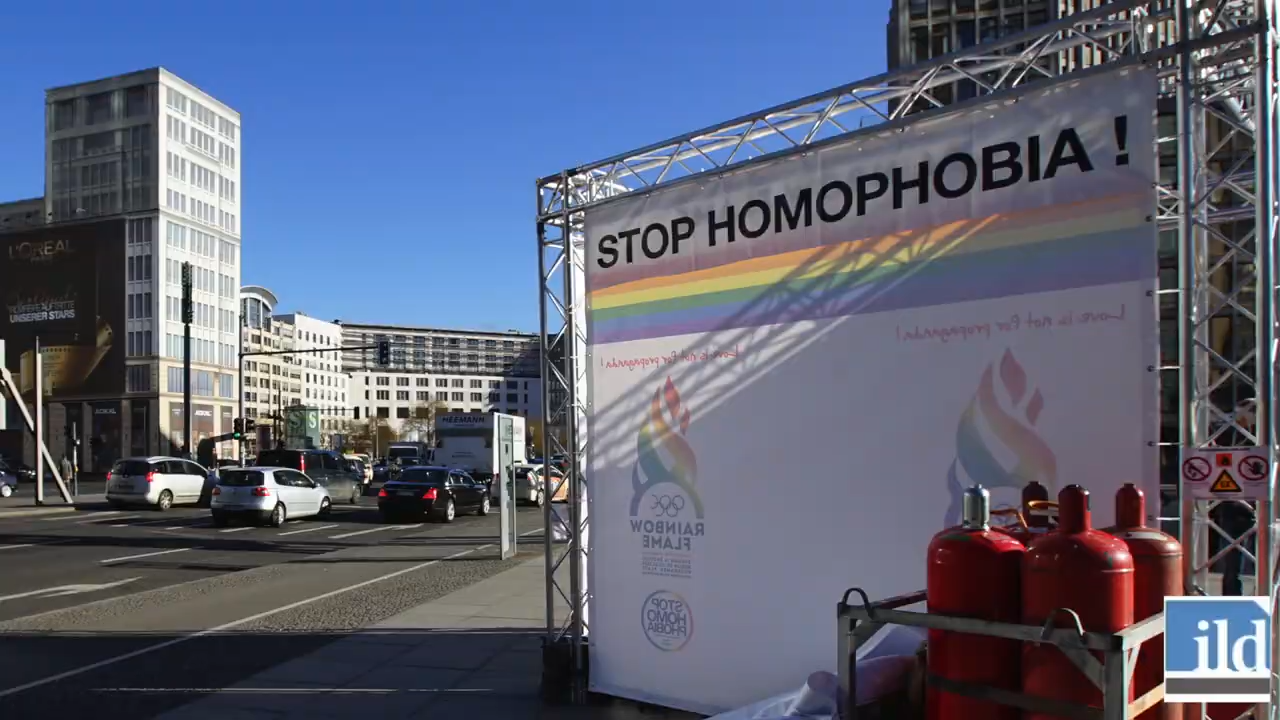 L'ORÉAL
UNSERER STARS
HEEMANN
S
STOP HOMOPHOBIA !
Love is not for propaganda!
Love is not for propaganda!
RAINBOW
FLAME
STOP
HOMO
PHOBIA
ild